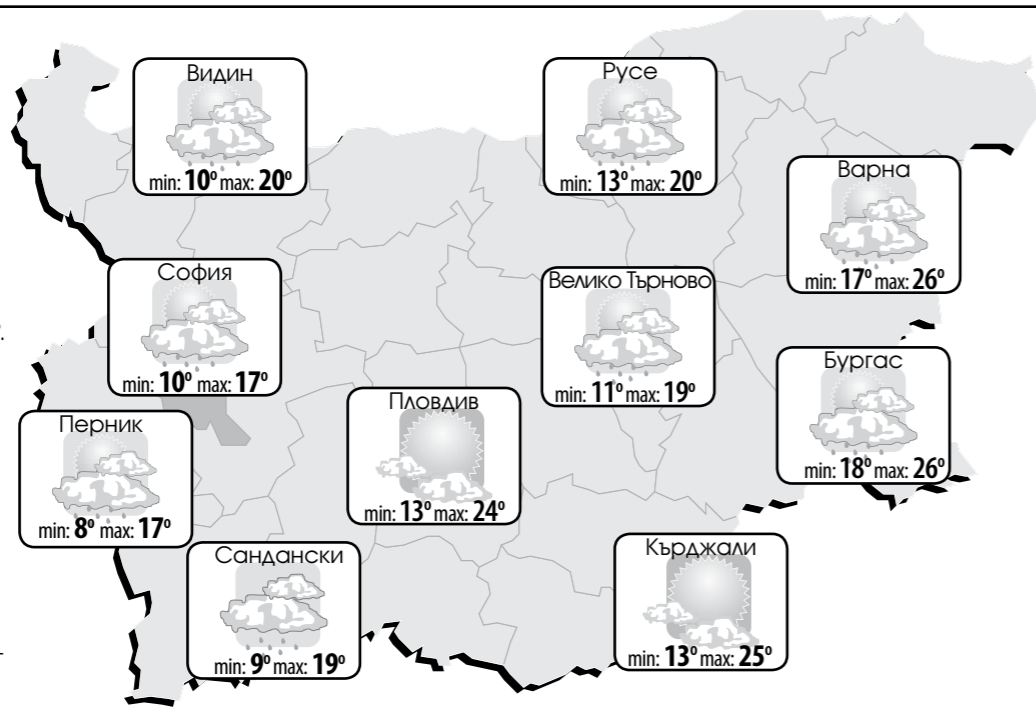 Видин
min: 10° max: 20°
Русе
min: 13° max: 20°
Варна
min: 17° max: 26°
София
min: 10° max: 17°
Велико Търново
min: 11° max: 19°
Бургас
min: 18° max: 26°
Пловдив
min: 13° max: 24°
Перник
min: 8° max: 17°
Сандански
min: 9° max: 19°
Кърджали
min: 13° max: 25°